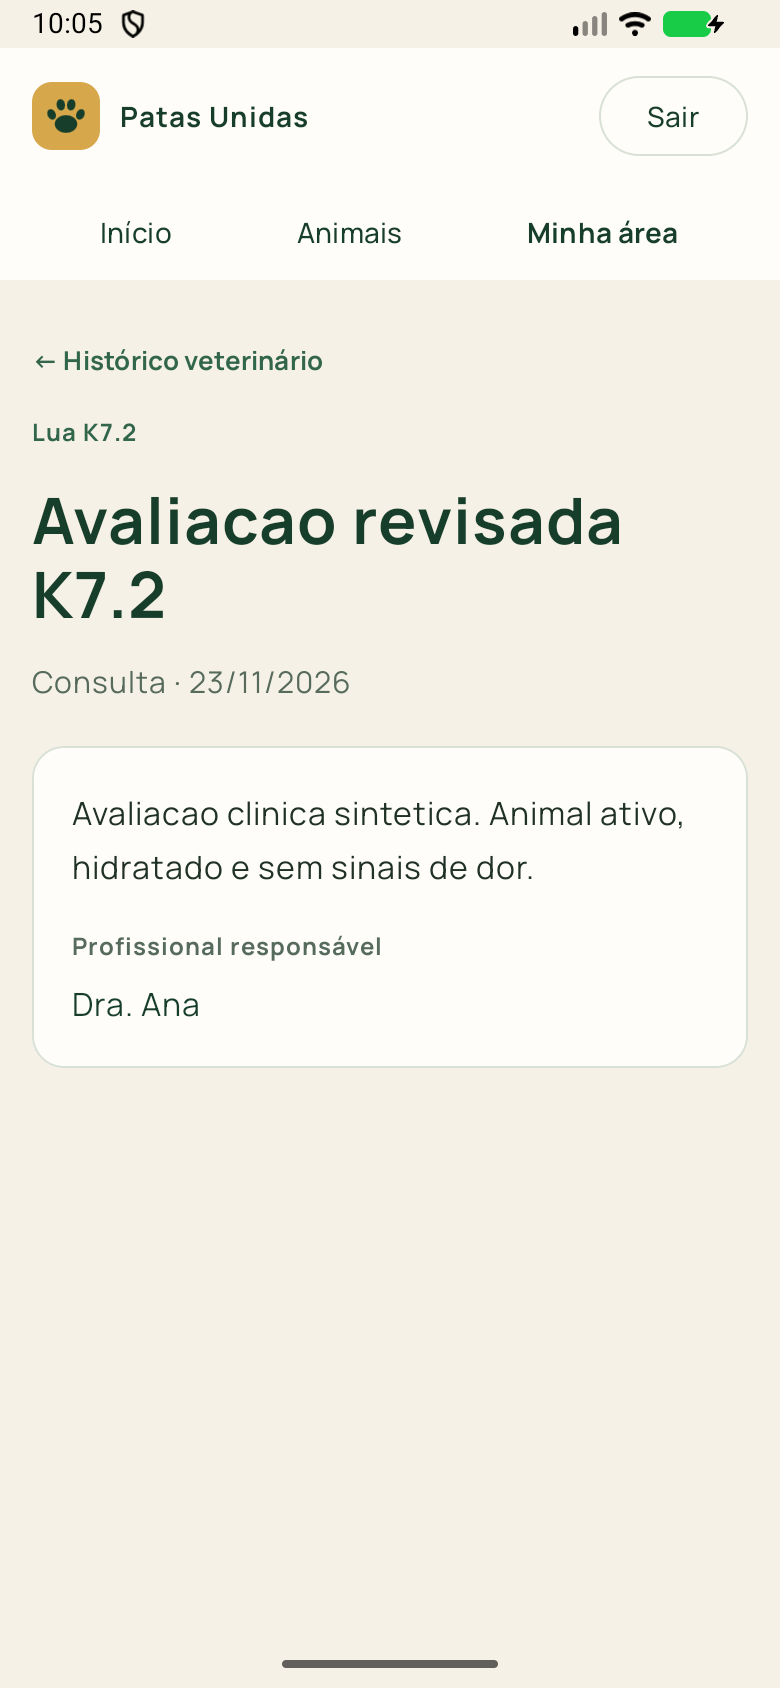 10:05
Patas Unidas
Sair
Início
Animais
Minha área
← Histórico veterinário
Lua K7.2
Avaliacao revisada
K7.2
Consulta · 23/11/2026
Avaliacao clinica sintetica. Animal ativo,
hidratado e sem sinais de dor.
Profissional responsável
Dra. Ana